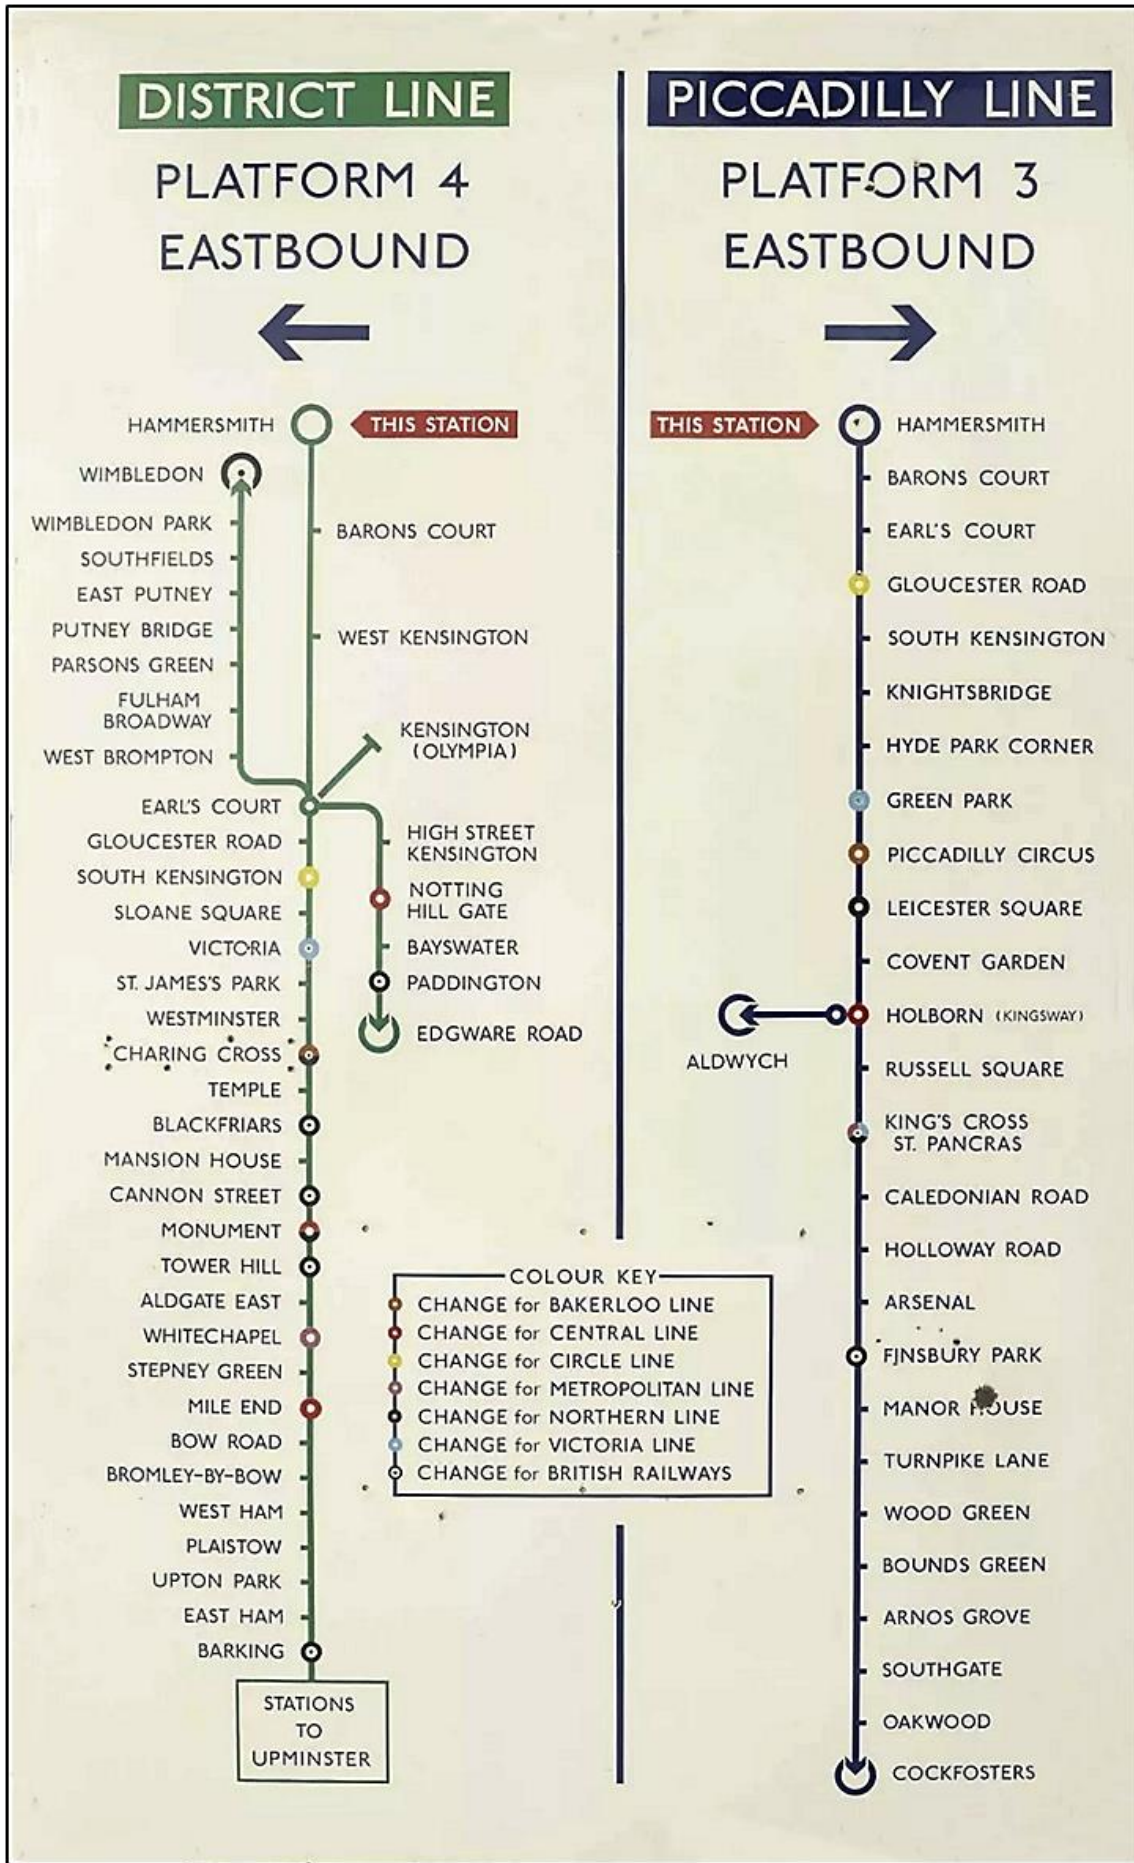 DISTRICT LINE
PLATFORM 4
EASTBOUND
HAMMERSMITH
THIS STATION
WIMBLEDON
WIMBLEDON PARK
BARONS COURT
SOUTHFIELDS
EAST PUTNEY
PUTNEY BRIDGE
WEST KENSINGTON
PARSONS GREEN
FULHAM
BROADWAY
KENSINGTON
(OLYMPIA)
WEST BROMPTON
EARL'S COURT
GLOUCESTER ROAD
HIGH STREET
KENSINGTON
SOUTH KENSINGTON
NOTTING
HILL GATE
SLOANE SQUARE
VICTORIA
BAYSWATER
ST. JAMES'S PARK
PADDINGTON
WESTMINSTER
EDGWARE ROAD
CHARING CROSS
TEMPLE
BLACKFRIARS
MANSION HOUSE
CANNON STREET
MONUMENT
TOWER HILL
ALDGATE EAST
WHITECHAPEL
STEPNEY GREEN
MILE END
BOW ROAD
BROMLEY-BY-BOW
WEST HAM
PLAISTOW
UPTON PARK
EAST HAM
BARKING
STATIONS
TO
UPMINSTER
COLOUR KEY
CHANGE for BAKERLOO LINE
CHANGE for CENTRAL LINE
CHANGE for CIRCLE LINE
CHANGE for METROPOLITAN LINE
CHANGE for NORTHERN LINE
CHANGE for VICTORIA LINE
CHANGE for BRITISH RAILWAYS
PICCADILLY LINE
PLATFORM 3
EASTBOUND
THIS STATION
HAMMERSMITH
BARONS COURT
EARL'S COURT
GLOUCESTER ROAD
SOUTH KENSINGTON
KNIGHTSBRIDGE
HYDE PARK CORNER
GREEN PARK
PICCADILLY CIRCUS
LEICESTER SQUARE
COVENT GARDEN
HOLBORN (KINGSWAY)
ALDWYCH
RUSSELL SQUARE
KING'S CROSS
ST. PANCRAS
CALEDONIAN ROAD
HOLLOWAY ROAD
ARSENAL
FINSBURY PARK
MANOR HOUSE
TURNPIKE LANE
WOOD GREEN
BOUNDS GREEN
ARNOS GROVE
SOUTHGATE
OAKWOOD
COCKFOSTERS